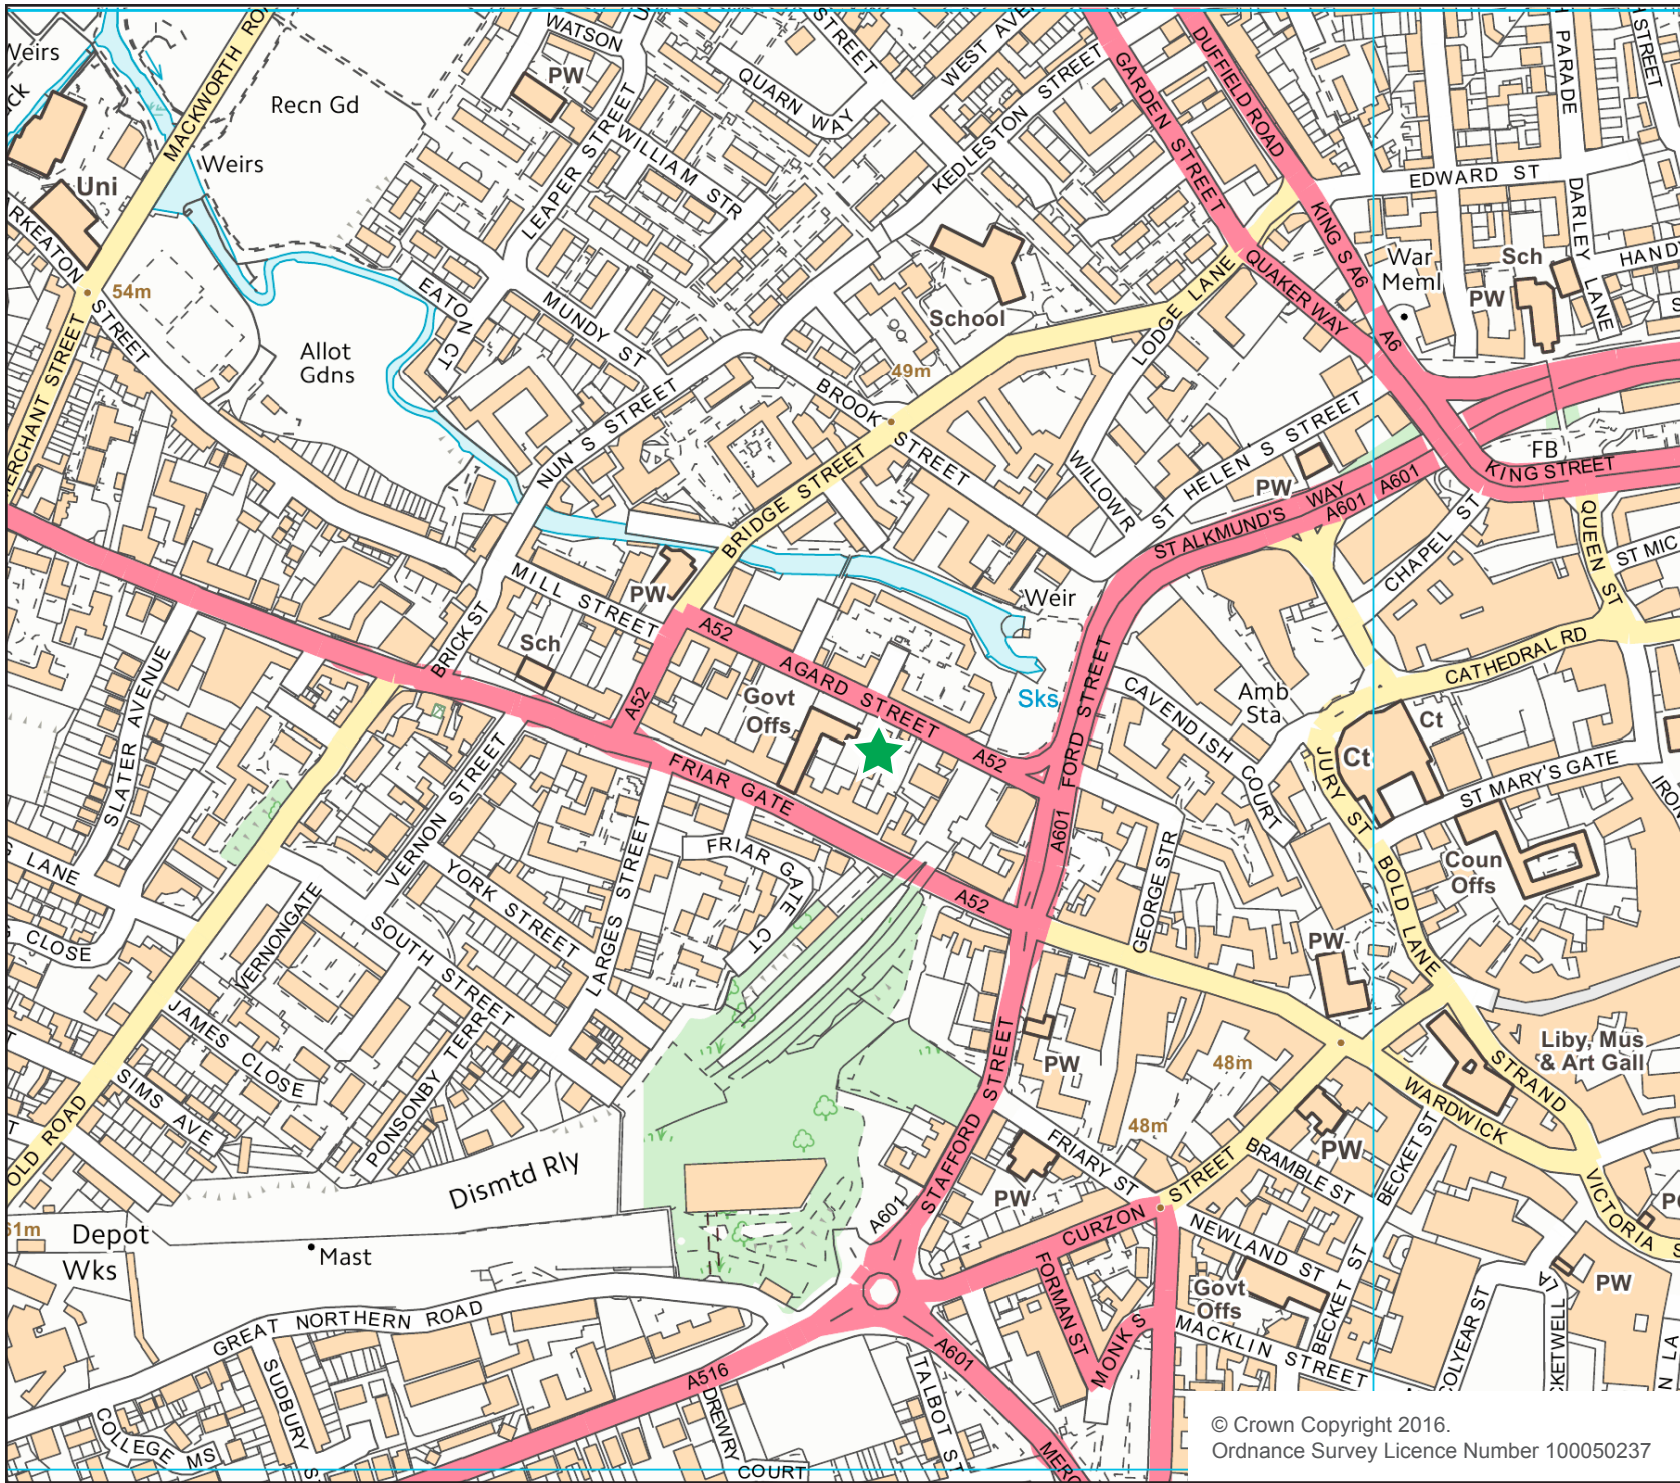 WATSON
STREET
WEST AVE
PARADE
STREET
Weirs
PW
QUARN WAY
GARDEN STREET
DUFFIELD ROAD
MACKWORTH
Recn Gd
LEAPER STREET
WILLIAM STR
KEDLESTON STREET
EDWARD ST
DARLEY LANE
Uni
Weirs
KING S A6
War
Meml
Sch
PW
HAND
54m
STREET
EATON CT
MUNDY ST
School
LODGE LANE
QUAKER WAY
A6
MERCHANT STREET
Allot
Gdns
49m
BROOK STREET
NUN'S STREET
BRIDGE STREET
WILLOW R
ST HELEN'S STREET
PW
FB
KING STREET
ST ALKMUND'S WAY
A601
A601
CHAPEL ST
QUEEN ST
ST MIC
MILL STREET
PW
Weir
BRICK ST
Sch
A52
AGARD STREET
A52
Govt
Offs
Sks
FORD STREET
CAVENDISH COURT
Amb
Sta
CATHEDRAL RD
Ct
Ct
JURY ST
ST MARY'S GATE
SLATER AVENUE
VERNON STREET
FRIAR GATE
A52
A601
LANE
YORK STREET
LARGES STREET
FRIAR GATE CT
A52
GEORGE STR
BOLD LANE
Coun
Offs
CLOSE
VERNONGATE
SOUTH STREET
PW
JAMES CLOSE
PONSONBY TERR
STAFFORD STREET
PW
48m
Liby, Mus
& Art Gall
STRAND
SIMS AVE
OLD ROAD
48m
WARDWICK
FRIARY ST
STREET
BRAMBLE ST
PW
BECKET ST
Dismtd Rly
PW
A601
CURZON
VICTORIA S
61m
Depot
Wks
Mast
NEWLAND ST
BECKET ST
Govt
Offs
PW
GREAT NORTHERN ROAD
FORMAN ST
MONK S
MACKLIN STREET
COLYEAR ST
A516
A601
SUDBURY
COLLEGE MS
DREWRY
COURT
TALBOT ST
MERC
© Crown Copyright 2016.
Ordnance Survey Licence Number 100050237